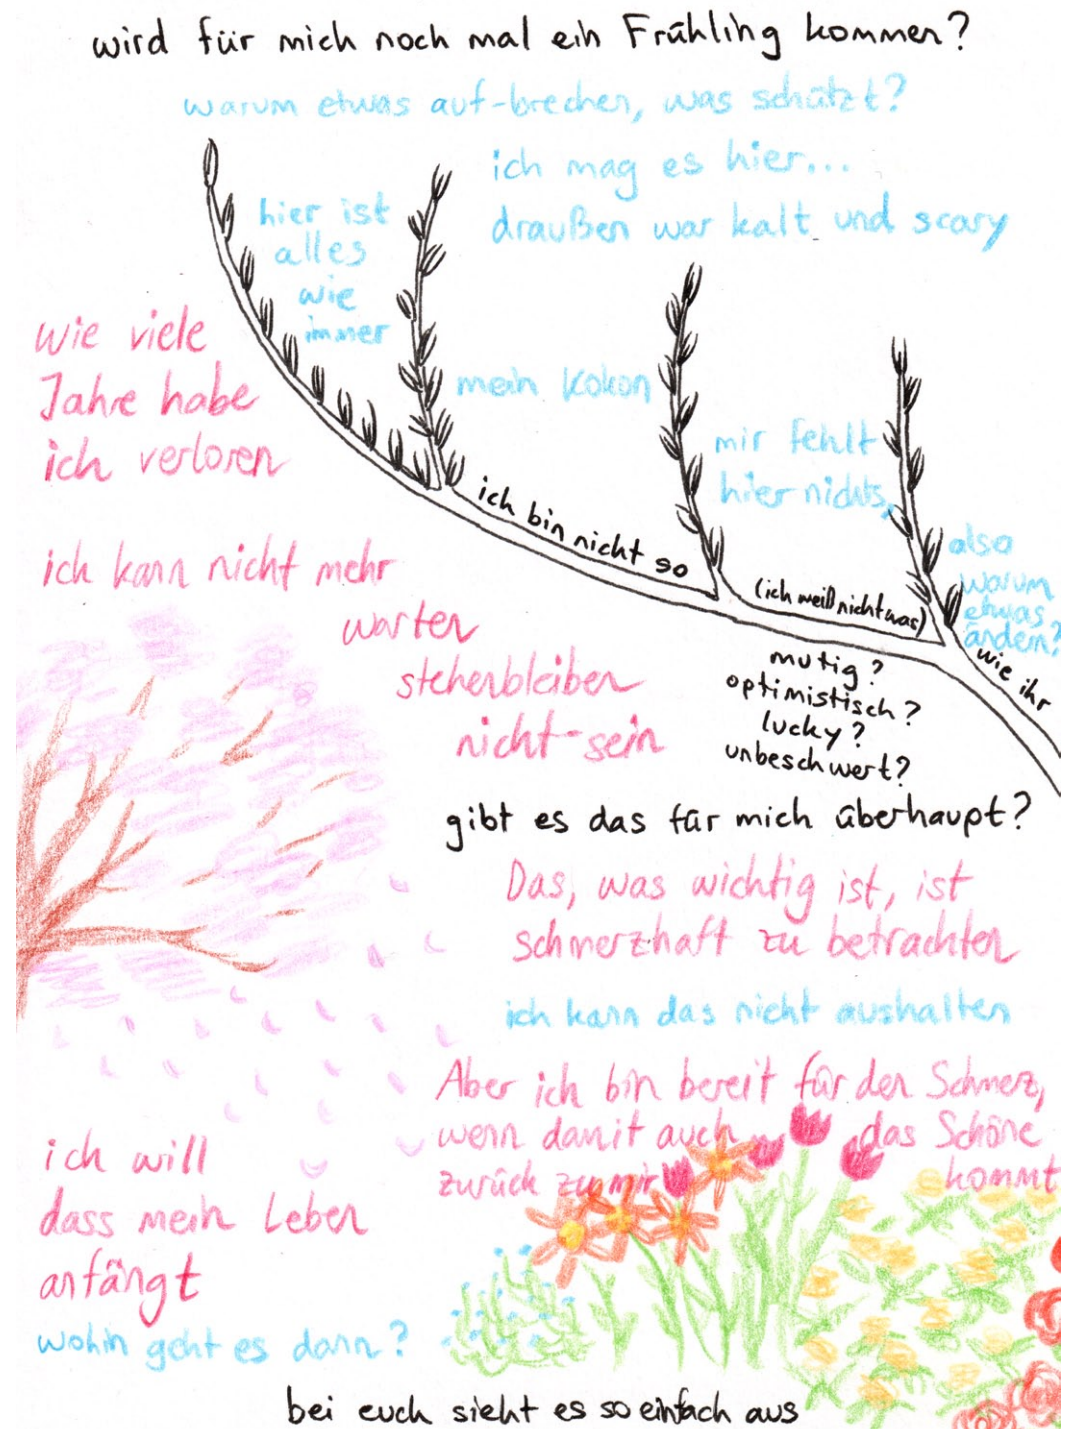 wird für mich noch mal ein Frühling kommen?
warum etwas auf-brechen, was schützt?
ich mag es hier...
draußen war kalt und scary
hier ist
alles
wie
immer
wie viele
Jahre habe
ich verloren
mein Kokon
mir fehlt
hier nichts,
also
warum
etwas
ändern?
ich bin nicht so
(ich weiß nicht was)
wie ihr
mutig?
optimistisch?
lucky?
unbeschwert?
ich kann nicht mehr
warten
stehenbleiben
nicht-sein
gibt es das für mich überhaupt?
Das, was wichtig ist, ist
schmerzhaft zu betrachten
ich kann das nicht aushalten
Aber ich bin bereit für den Schmerz,
wenn damit auch das Schöne
zurück zu mir kommt
ich will
dass mein Leben
anfängt
wohin geht es dann?
bei euch sieht es so einfach aus